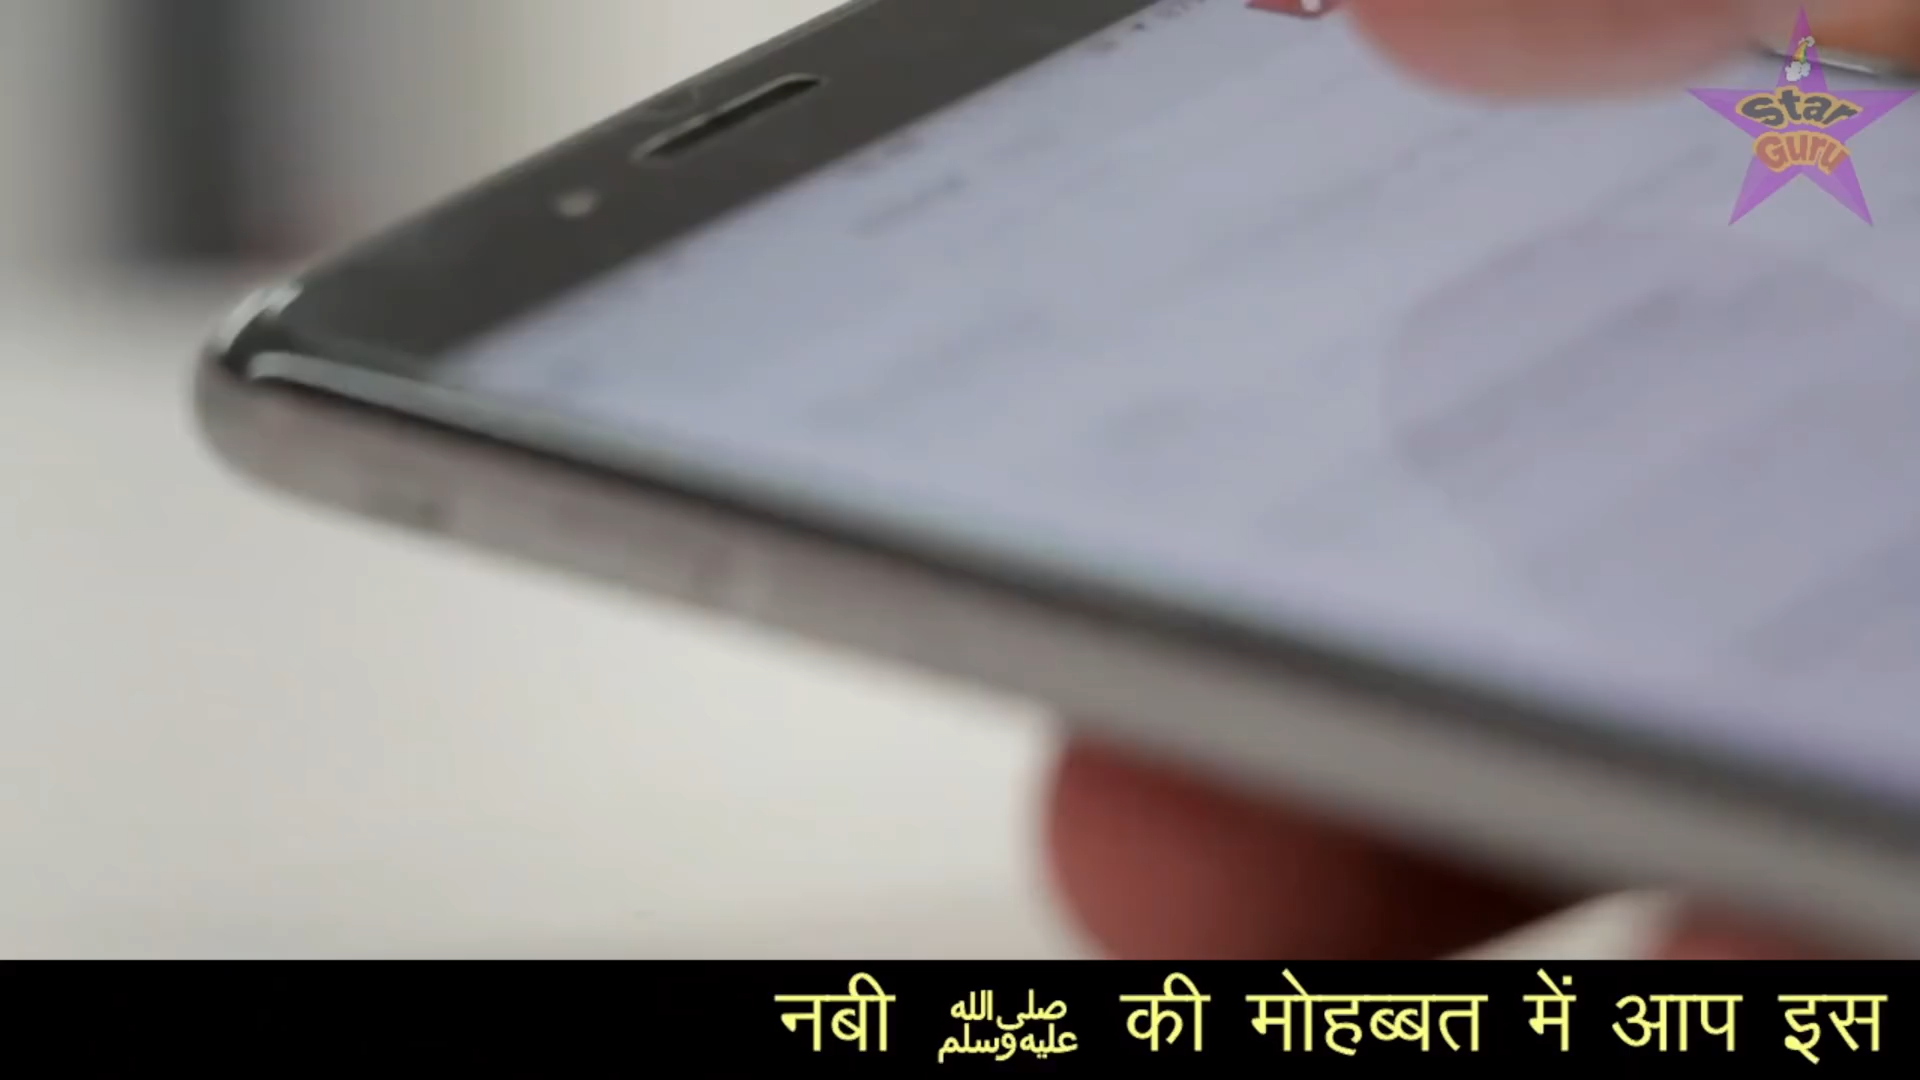 Star
Guru
नबी ﷺ की मोहब्बत में आप इस